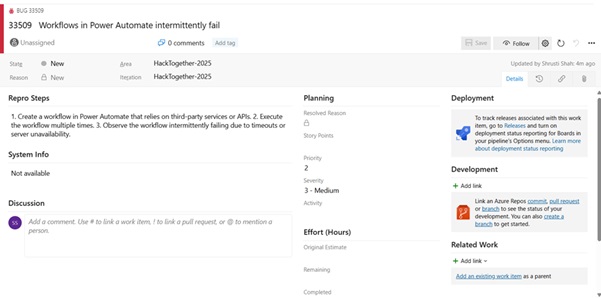 BUG 33509
33509 Workflows in Power Automate intermittently fail
Unassigned
0 comments
Add tag
Save
Follow
State
New
Area
HackTogether-2025
Reason
New
Iteration
HackTogether-2025
Updated by Shrusti Shah: 4m ago
Details
Repro Steps
1. Create a workflow in Power Automate that relies on third-party services or APIs. 2. Execute
the workflow multiple times. 3. Observe the workflow intermittently failing due to timeouts or
server unavailability.
System Info
Not available
Discussion
SS
Add a comment. Use # to link a work item, ! to link a pull request, or @ to mention a
person.
Planning
Resolved Reason
Story Points
Priority
2
Severity
3 - Medium
Activity
Effort (Hours)
Original Estimate
Remaining
Completed
Deployment
To track releases associated with this work
item, go to Releases and turn on
deployment status reporting for Boards in
your pipeline's Options menu. Learn more
about deployment status reporting
Development
Add link
Link an Azure Repos commit, pull request
or branch to see the status of your
development. You can also create a
branch to get started.
Related Work
Add link
Add an existing work item as a parent